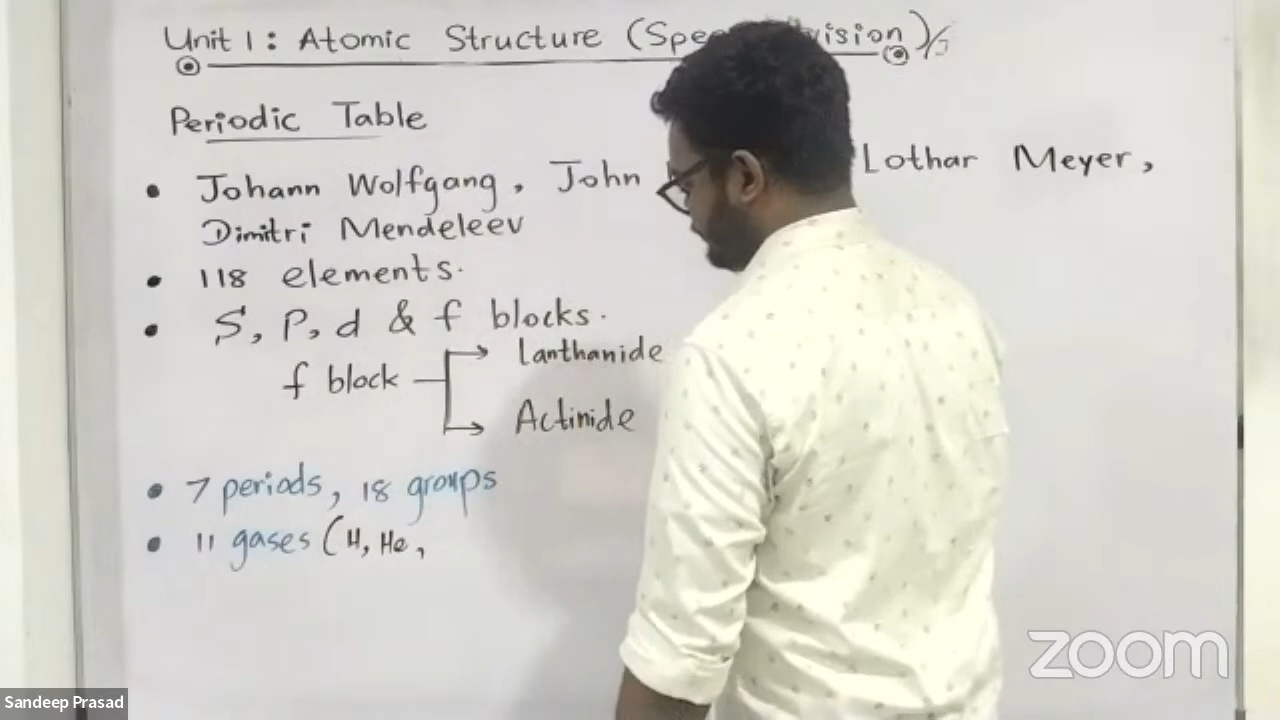 Unit 1: Atomic Structure (Spe vision)
Periodic Table
• Johann Wolfgang, John Lothar Meyer,
Dimitri Mendeleev
• 118 elements.
• S, P, d & f blocks.
f block → lanthanide
→ Actinide
• 7 periods, 18 groups
• 11 gases (H, He,
zoom
Sandeep Prasad